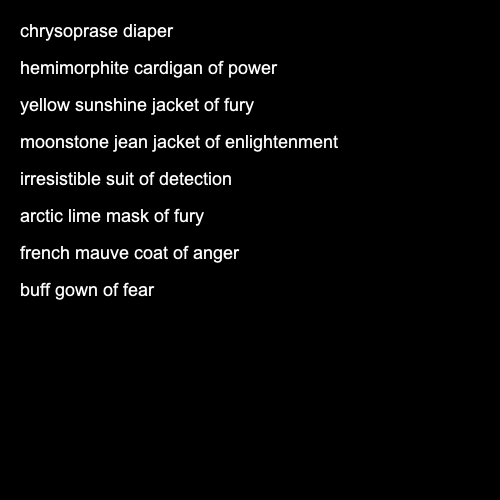 chrysoprase diaper
hemimorphite cardigan of power
yellow sunshine jacket of fury
moonstone jean jacket of enlightenment
irresistible suit of detection
arctic lime mask of fury
french mauve coat of anger
buff gown of fear